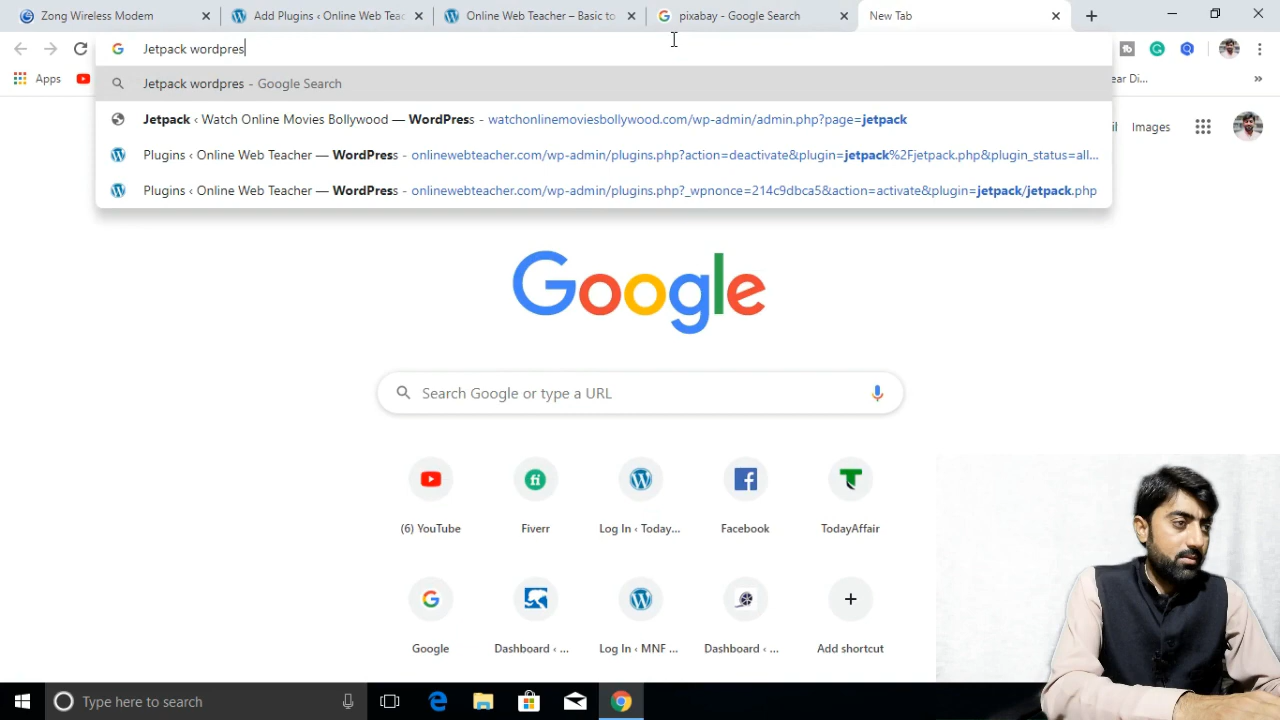 Zong Wireless Modem
Add Plugins ‹ Online Web Teac
Online Web Teacher – Basic to
pixabay - Google Search
New Tab
Jetpack wordpres
Apps
ear Di...
»
Jetpack wordpres - Google Search
Jetpack ‹ Watch Online Movies Bollywood — WordPress - watchonlinemoviesbollywood.com/wp-admin/admin.php?page=jetpack
Plugins ‹ Online Web Teacher — WordPress - onlinewebteacher.com/wp-admin/plugins.php?action=deactivate&plugin=jetpack%2Fjetpack.php&plugin_status=all...
Plugins ‹ Online Web Teacher — WordPress - onlinewebteacher.com/wp-admin/plugins.php?_wpnonce=214c9dbca5&action=activate&plugin=jetpack/jetpack.php
il Images
Google
Search Google or type a URL
(6) YouTube
Fiverr
Log In ‹ Today...
Facebook
TodayAffair
Google
Dashboard ‹ ...
Log In ‹ MNF ...
Dashboard ‹ ...
Add shortcut
Type here to search